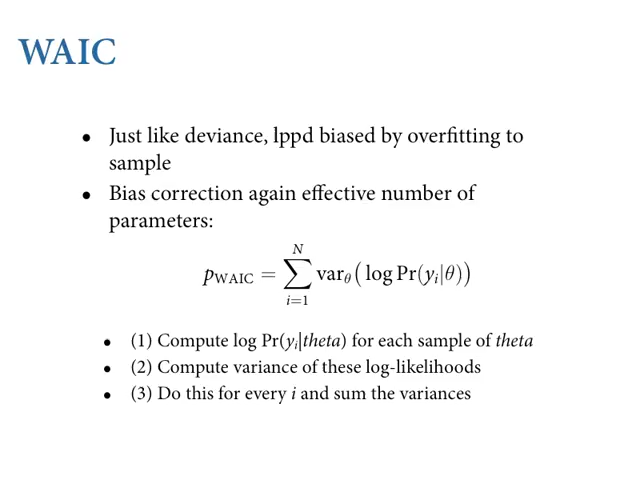 WAIC
• Just like deviance, lppd biased by overfitting to
sample
• Bias correction again effective number of
parameters:
p_WAIC = ∑_{i=1}^{N} var_θ(log Pr(y_i|θ))
• (1) Compute log Pr(y_i|theta) for each sample of theta
• (2) Compute variance of these log-likelihoods
• (3) Do this for every i and sum the variances